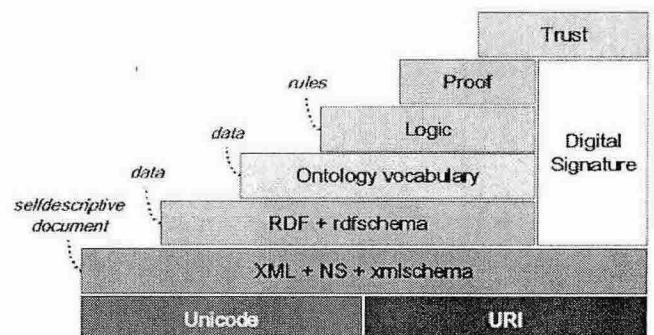 Trust
Proof
rules
Logic
Digital
Signature
data
Ontology vocabulary
data
RDF + rdfschema
selfdescriptive
document
XML + NS + xmlschema
Unicode
URI